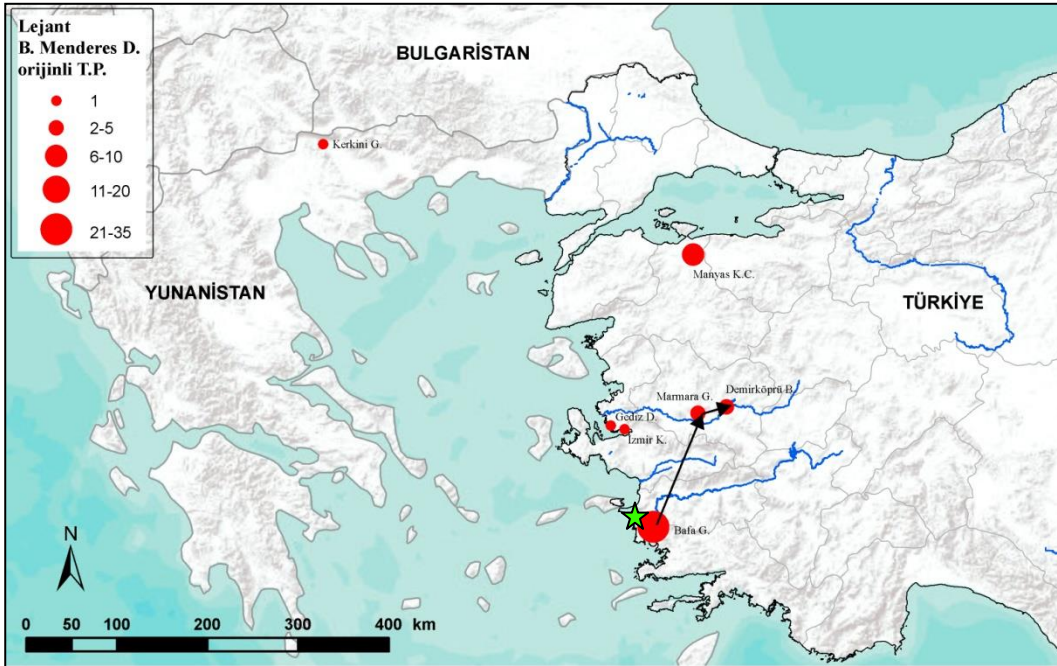 Lejant
B. Menderes D.
orijinli T.P.
1
2-5
6-10
11-20
21-35
BULGARİSTAN
Kerkini G.
YUNANİSTAN
Manyas K.C.
TÜRKİYE
Demirköprü B.
Marmara G.
Gediz D.
İzmir K.
Bafa G.
N
0 50 100 200 300 400 km